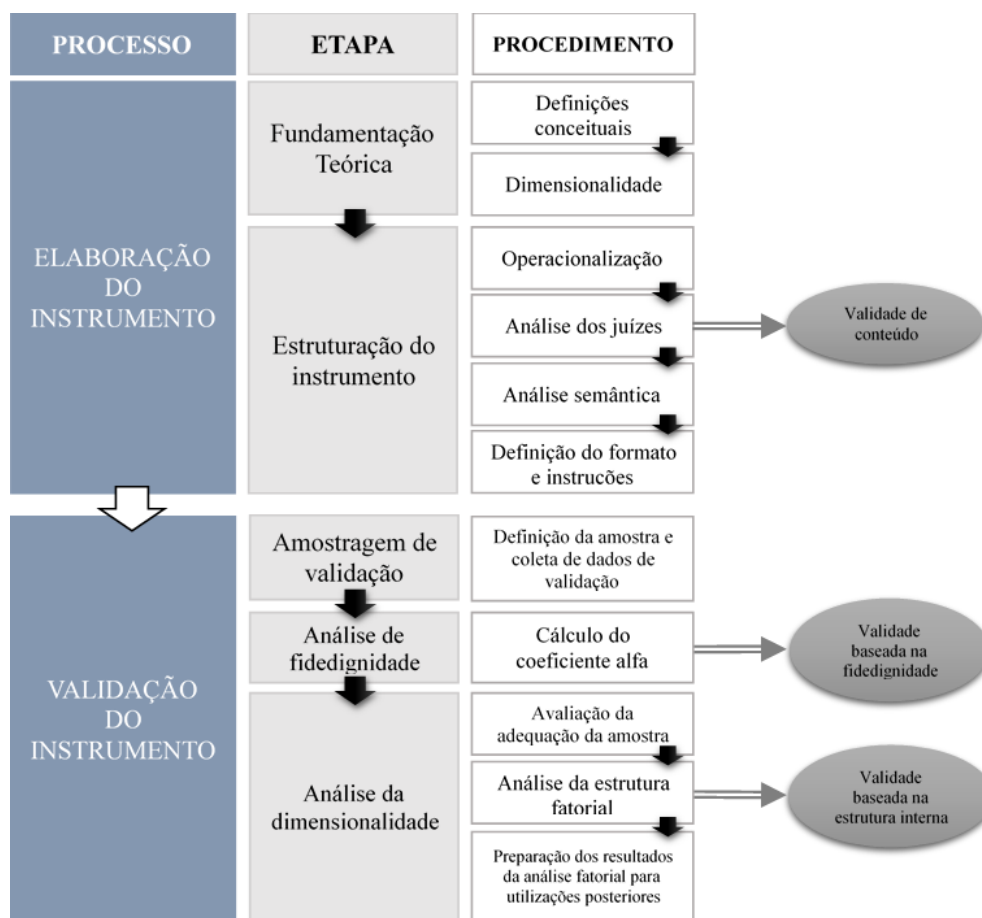 PROCESSO
ETAPA
PROCEDIMENTO
ELABORAÇÃO
DO
INSTRUMENTO
Fundamentação
Teórica
Definições
conceituais
Dimensionalidade
Estruturação do
instrumento
Operacionalização
Análise dos juízes
Validade de
conteúdo
Análise semântica
Definição do formato
e instrucões
VALIDAÇÃO
DO
INSTRUMENTO
Amostragem de
validação
Definição da amostra e
coleta de dados de
validação
Análise de
fidedignidade
Cálculo do
coeficiente alfa
Validade
baseada na
fidedignidade
Análise da
dimensionalidade
Avaliação da
adequação da amostra
Análise da estrutura
fatorial
Validade
baseada na
estrutura interna
Preparação dos resultados
da análise fatorial para
utilizações posteriores